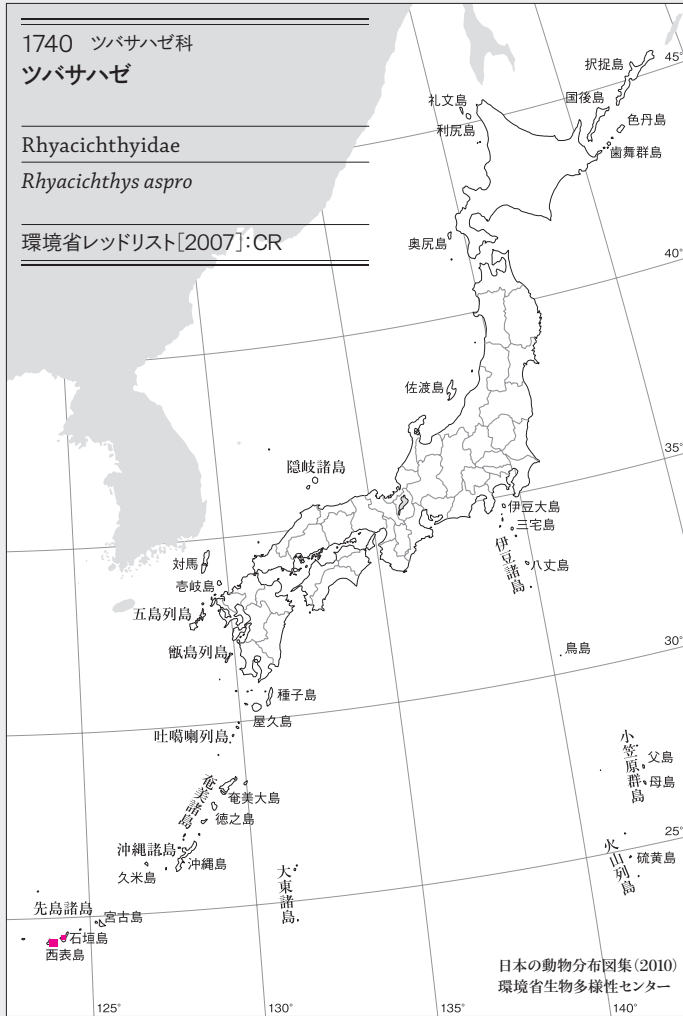 1740 ツバサハゼ科
ツバサハゼ
Rhyacichthyidae
Rhyacichthys aspro
環境省レッドリスト[2007]:CR
択捉島
45°
国後島
礼文島
色丹島
利尻島
歯舞群島
奥尻島
40°
佐渡島
35°
隠岐諸島
伊豆大島
三宅島
伊豆諸島
八丈島
対馬
壱岐島
五島列島
甑島列島
鳥島
30°
種子島
屋久島
吐噶喇列島
小笠原群島
父島
母島
奄美諸島
奄美大島
徳之島
沖縄諸島
沖縄島
久米島
火山列島
硫黄島
25°
大東諸島
先島諸島
宮古島
石垣島
西表島
日本の動物分布図集(2010)
環境省生物多様性センター
125°
130°
135°
140°